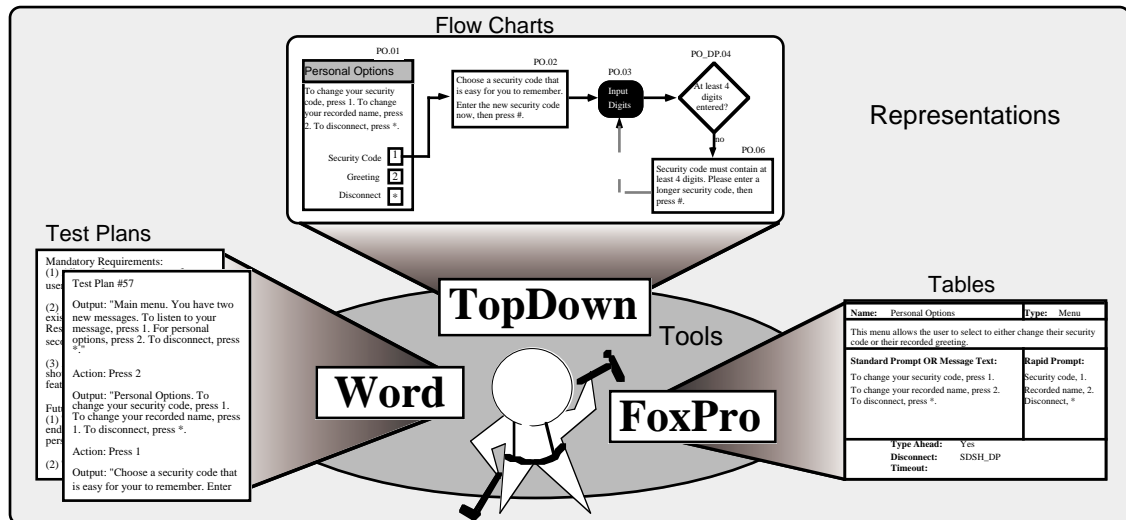 Flow Charts
PO.01
Personal Options
To change your security
code, press 1. To change
your recorded name, press
2. To disconnect, press *.
Security Code 1
Greeting 2
Disconnect *
PO.02
Choose a security code that
is easy for you to remember.
Enter the new security code
now, then press #.
PO.03
Input
Digits
PO_DP.04
At least 4
digits
entered?
no
PO.06
Security code must contain at
least 4 digits. Please enter a
longer security code, then
press #.
Representations
Test Plans
Mandatory Requirements:
(1)
(2)
(3)
(1)
(2)
Test Plan #57
Output: "Main menu. You have two
new messages. To listen to your
message, press 1. For personal
options, press 2. To disconnect, press
*."
Action: Press 2
Output: "Personal Options. To
change your security code, press 1.
To change your recorded name, press
1. To disconnect, press *.
Action: Press 1
Output: "Choose a security code that
is easy for your to remember. Enter
TopDown
Tools
Word
FoxPro
Tables
Name: Personal Options Type: Menu
This menu allows the user to select to either change their security
code or their recorded greeting.
Standard Prompt OR Message Text:
To change your security code, press 1.
To change your recorded name, press 2.
To disconnect, press *.
Rapid Prompt:
Security code, 1.
Recorded name, 2.
Disconnect, *
Type Ahead: Yes
Disconnect: SDSH_DP
Timeout: